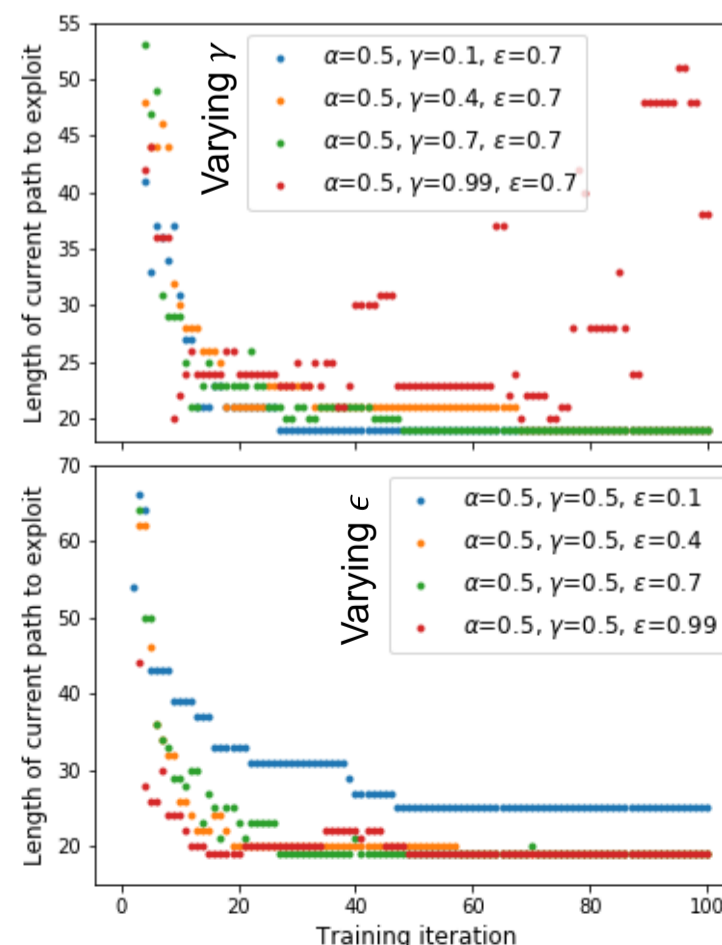 55
50
45
40
35
30
25
20
Length of current path to exploit
Varying γ
α=0.5, γ=0.1, ε=0.7
α=0.5, γ=0.4, ε=0.7
α=0.5, γ=0.7, ε=0.7
α=0.5, γ=0.99, ε=0.7
70
60
50
40
30
20
Length of current path to exploit
Varying ϵ
α=0.5, γ=0.5, ε=0.1
α=0.5, γ=0.5, ε=0.4
α=0.5, γ=0.5, ε=0.7
α=0.5, γ=0.5, ε=0.99
0 20 40 60 80 100
Training iteration